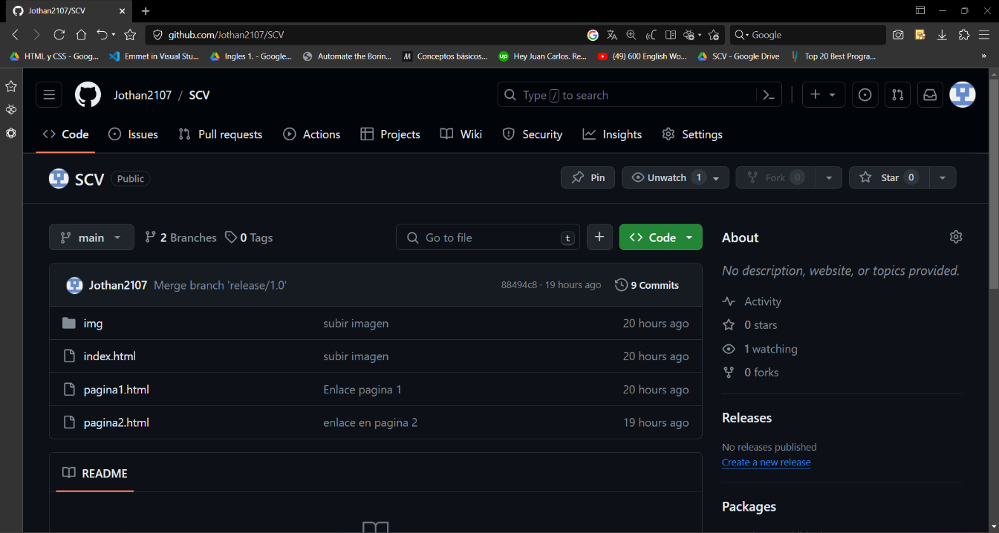 Jothan2107/SCV
github.com/Jothan2107/SCV
Google
HTML y CSS - Goog...
Emmet in Visual Stu...
Ingles 1. - Google...
Automate the Borin...
Conceptos básicos...
Hey Juan Carlos. Re...
(49) 600 English Wo...
SCV - Google Drive
Top 20 Best Progra...
»
Jothan2107 / SCV
Type / to search
Code
Issues
Pull requests
Actions
Projects
Wiki
Security
Insights
Settings
SCV Public
Pin
Unwatch 1
Fork 0
Star 0
main
2 Branches
0 Tags
Go to file t
Code
Jothan2107 Merge branch 'release/1.0' 88494c8 · 19 hours ago 9 Commits
img subir imagen 20 hours ago
index.html subir imagen 20 hours ago
pagina1.html Enlace pagina 1 20 hours ago
pagina2.html enlace en pagina 2 19 hours ago
README
About
No description, website, or topics provided.
Activity
0 stars
1 watching
0 forks
Releases
No releases published
Create a new release
Packages